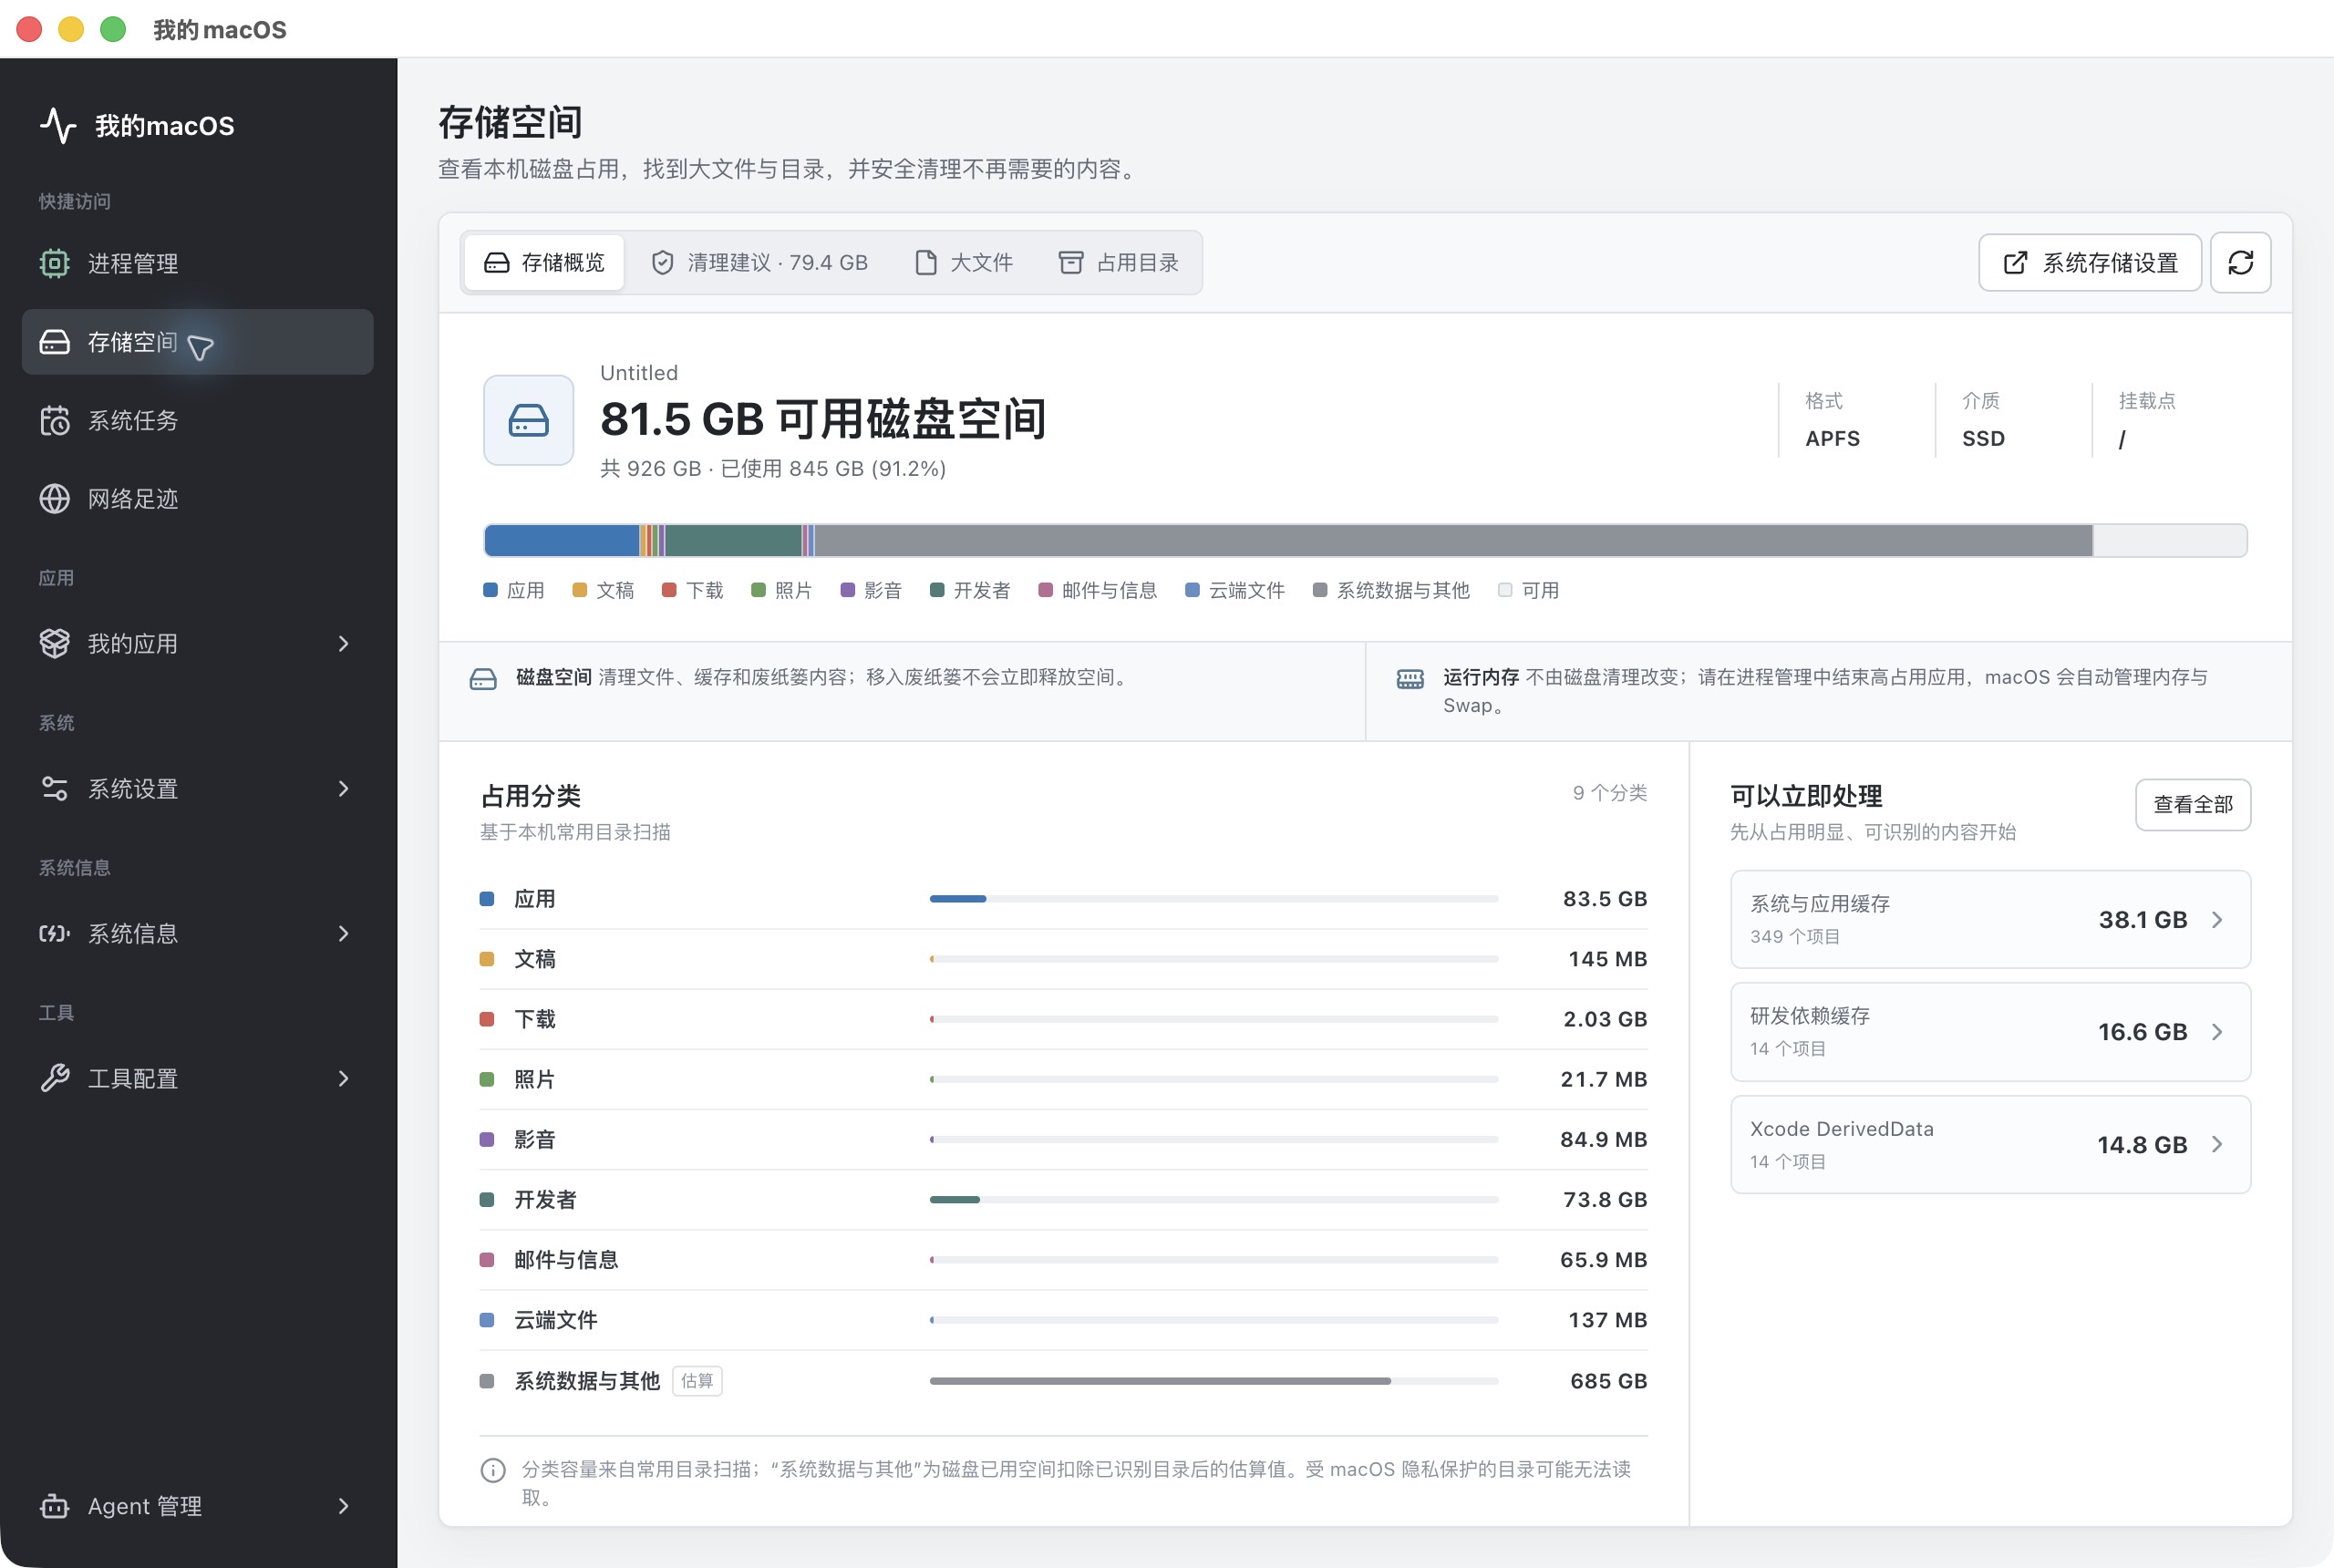 我的macOS
我的macOS
快捷访问
进程管理
存储空间
系统任务
网络足迹
应用
我的应用
系统
系统设置
系统信息
系统信息
工具
工具配置
Agent 管理
存储空间
查看本机磁盘占用，找到大文件与目录，并安全清理不再需要的内容。
存储概览
清理建议 · 79.4 GB
大文件
占用目录
系统存储设置
Untitled
81.5 GB 可用磁盘空间
共 926 GB · 已使用 845 GB (91.2%)
格式
APFS
介质
SSD
挂载点
/
应用
文稿
下载
照片
影音
开发者
邮件与信息
云端文件
系统数据与其他
可用
磁盘空间 清理文件、缓存和废纸篓内容；移入废纸篓不会立即释放空间。
运行内存 不由磁盘清理改变；请在进程管理中结束高占用应用，macOS 会自动管理内存与
Swap。
占用分类
9 个分类
基于本机常用目录扫描
应用 83.5 GB
文稿 145 MB
下载 2.03 GB
照片 21.7 MB
影音 84.9 MB
开发者 73.8 GB
邮件与信息 65.9 MB
云端文件 137 MB
系统数据与其他 估算 685 GB
分类容量来自常用目录扫描；“系统数据与其他”为磁盘已用空间扣除已识别目录后的估算值。受 macOS 隐私保护的目录可能无法读
取。
可以立即处理
查看全部
先从占用明显、可识别的内容开始
系统与应用缓存
349 个项目
38.1 GB
研发依赖缓存
14 个项目
16.6 GB
Xcode DerivedData
14 个项目
14.8 GB